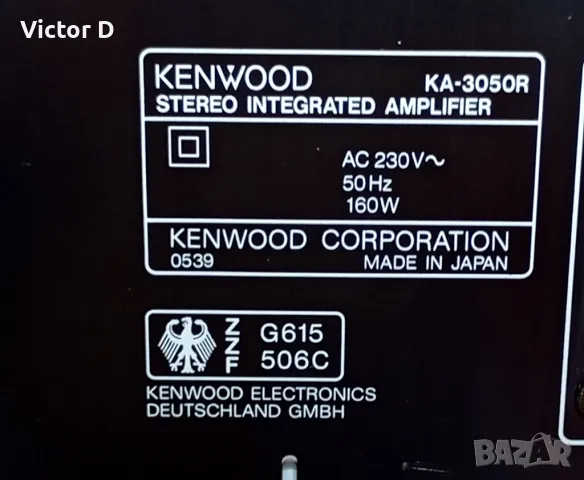 Victor D
KENWOOD KA-3050R
STEREO INTEGRATED AMPLIFIER
AC 230V~
50Hz
160W
KENWOOD CORPORATION
0539 MADE IN JAPAN
ZZF G615
506C
KENWOOD ELECTRONICS
DEUTSCHLAND GMBH
BAZAR